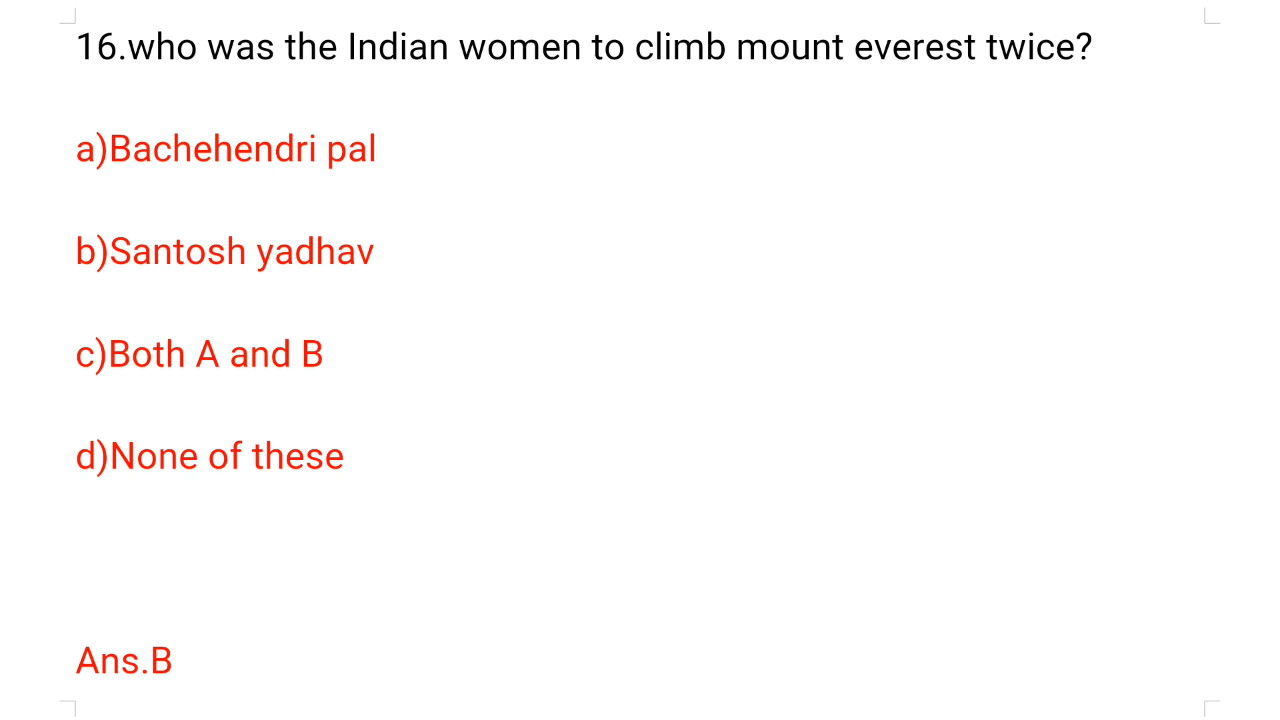 16.who was the Indian women to climb mount everest twice?
a)Bachehendri pal
b)Santosh yadhav
c)Both A and B
d)None of these
Ans.B